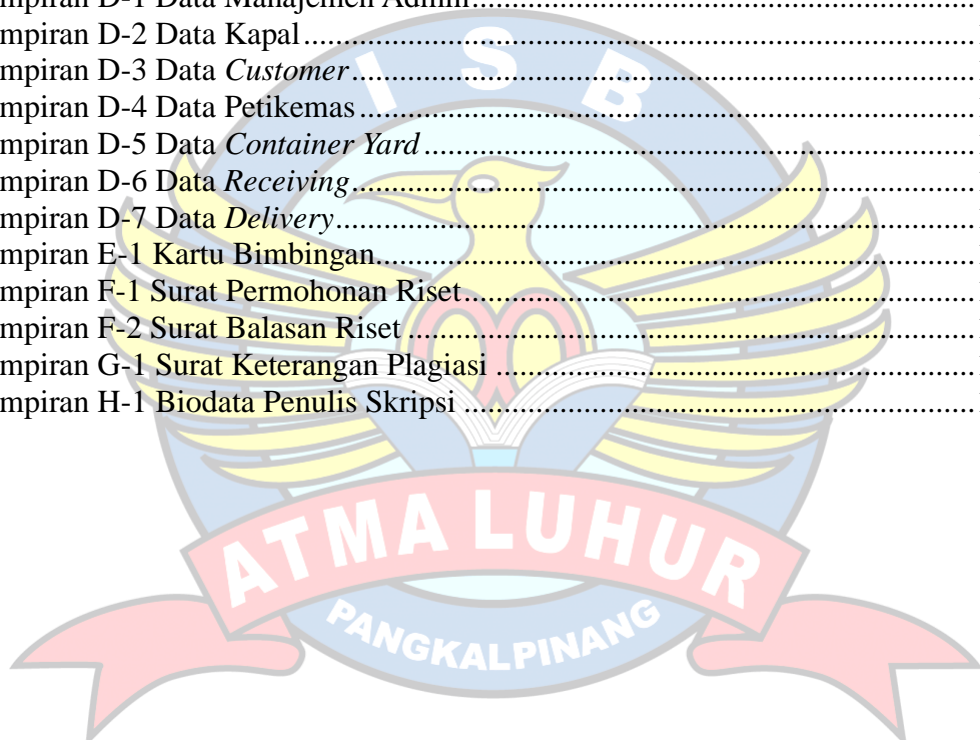 mpiran D-1 Data Manajemen Admin........................................................
mpiran D-2 Data Kapal.................................................................................
mpiran D-3 Data Customer...........................................................................
mpiran D-4 Data Petikemas..........................................................................
mpiran D-5 Data Container Yard..................................................................
mpiran D-6 Data Receiving...........................................................................
mpiran D-7 Data Delivery.............................................................................
mpiran E-1 Kartu Bimbingan........................................................................
mpiran F-1 Surat Permohonan Riset.............................................................
mpiran F-2 Surat Balasan Riset ....................................................................
mpiran G-1 Surat Keterangan Plagiasi .........................................................
mpiran H-1 Biodata Penulis Skripsi .............................................................
ISB
ATMA LUHUR
PANGKALPINANG